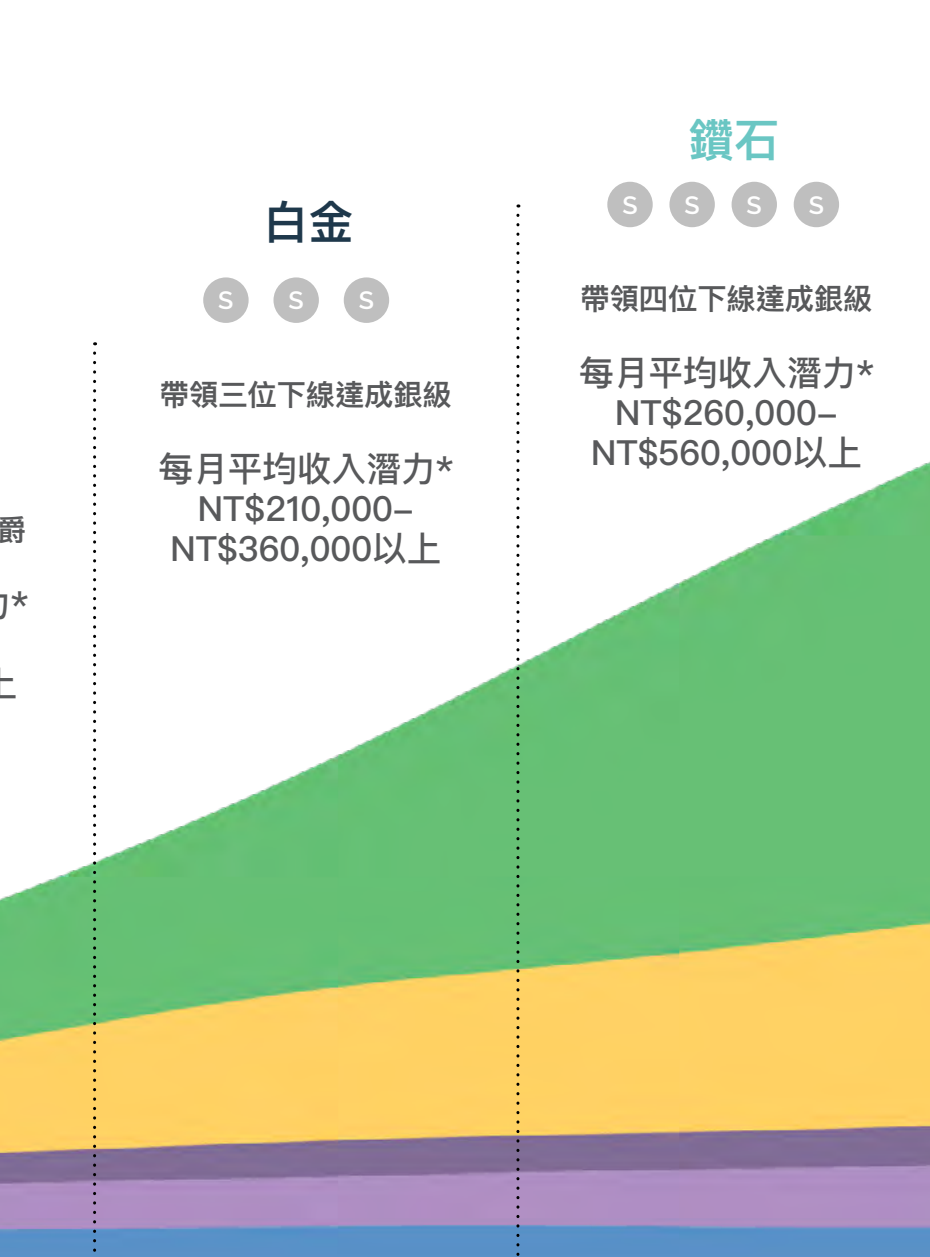 鑽石
S S S S
帶領四位下線達成銀級
每月平均收入潛力*
NT$260,000–
NT$560,000以上
白金
S S S
帶領三位下線達成銀級
每月平均收入潛力*
NT$210,000–
NT$360,000以上
爵
力*
上